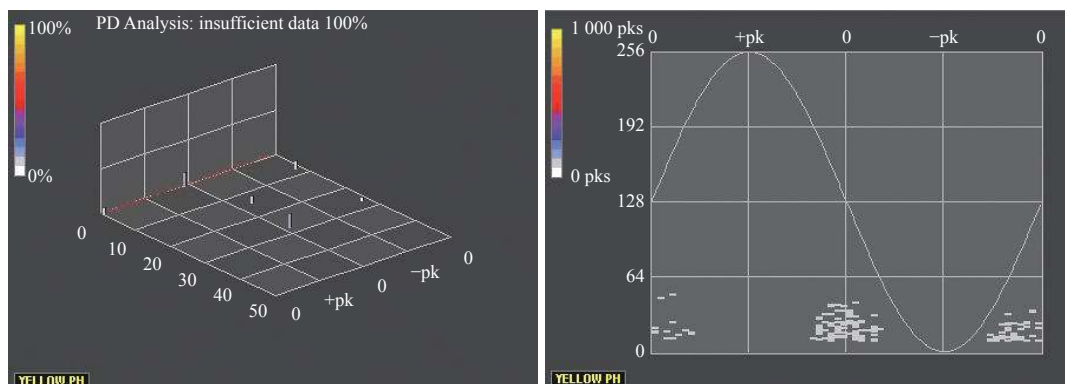 100%
PD Analysis: insufficient data 100%
0%
0
10
20
30
40
50
0
+pk
0
−pk
0
YELLOW PH
1 000 pks
0 pks
0 +pk 0 −pk 0
256
192
128
64
0
YELLOW PH